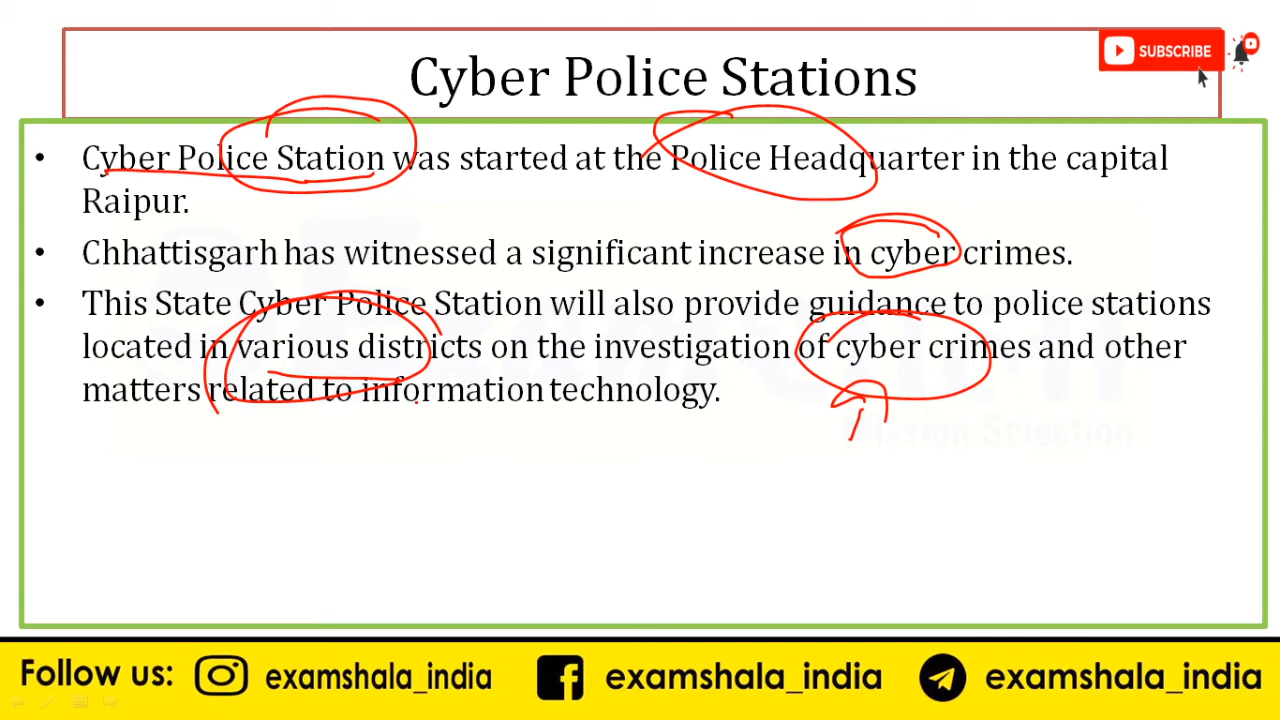 Cyber Police Stations
SUBSCRIBE
• Cyber Police Station was started at the Police Headquarter in the capital
Raipur.
• Chhattisgarh has witnessed a significant increase in cyber crimes.
• This State Cyber Police Station will also provide guidance to police stations
located in various districts on the investigation of cyber crimes and other
matters related to information technology.
Mission Selection
Follow us: examshala_india examshala_india examshala_india